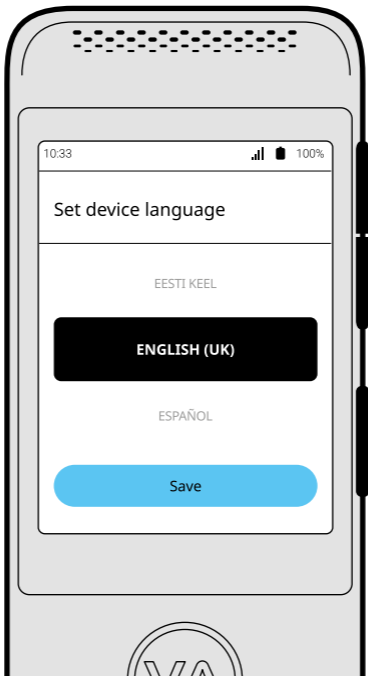 10:33 100%
Set device language
EESTI KEEL
ENGLISH (UK)
ESPAÑOL
Save